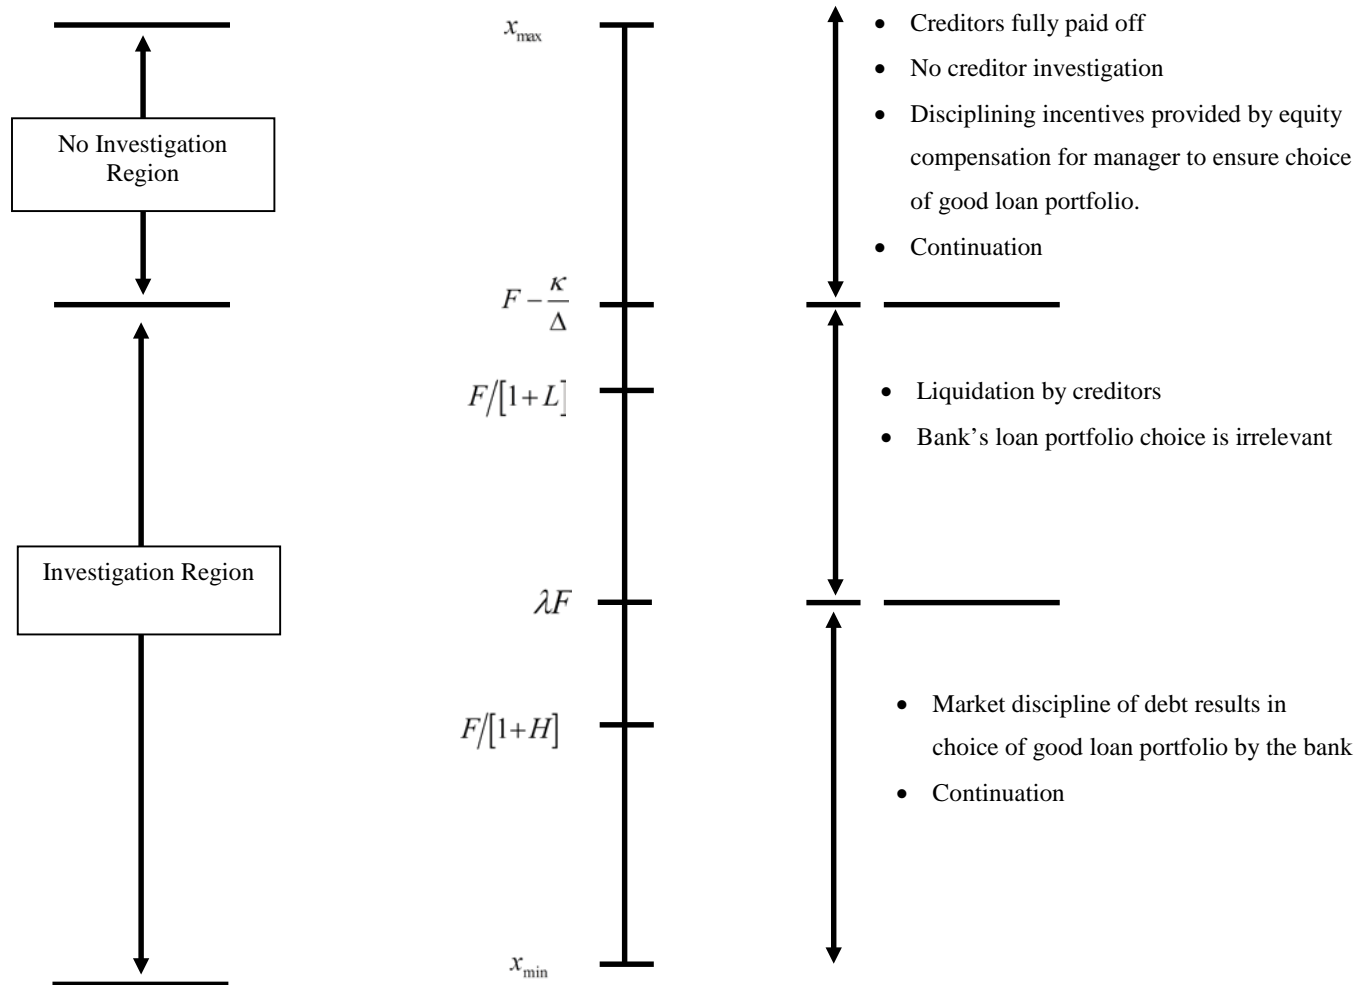 No Investigation
Region
Investigation Region
x_max
F − κ/Δ
F/[1+L]
λF
F/[1+H]
x_min
• Creditors fully paid off
• No creditor investigation
• Disciplining incentives provided by equity
compensation for manager to ensure choice
of good loan portfolio.
• Continuation
• Liquidation by creditors
• Bank’s loan portfolio choice is irrelevant
• Market discipline of debt results in
choice of good loan portfolio by the bank
• Continuation